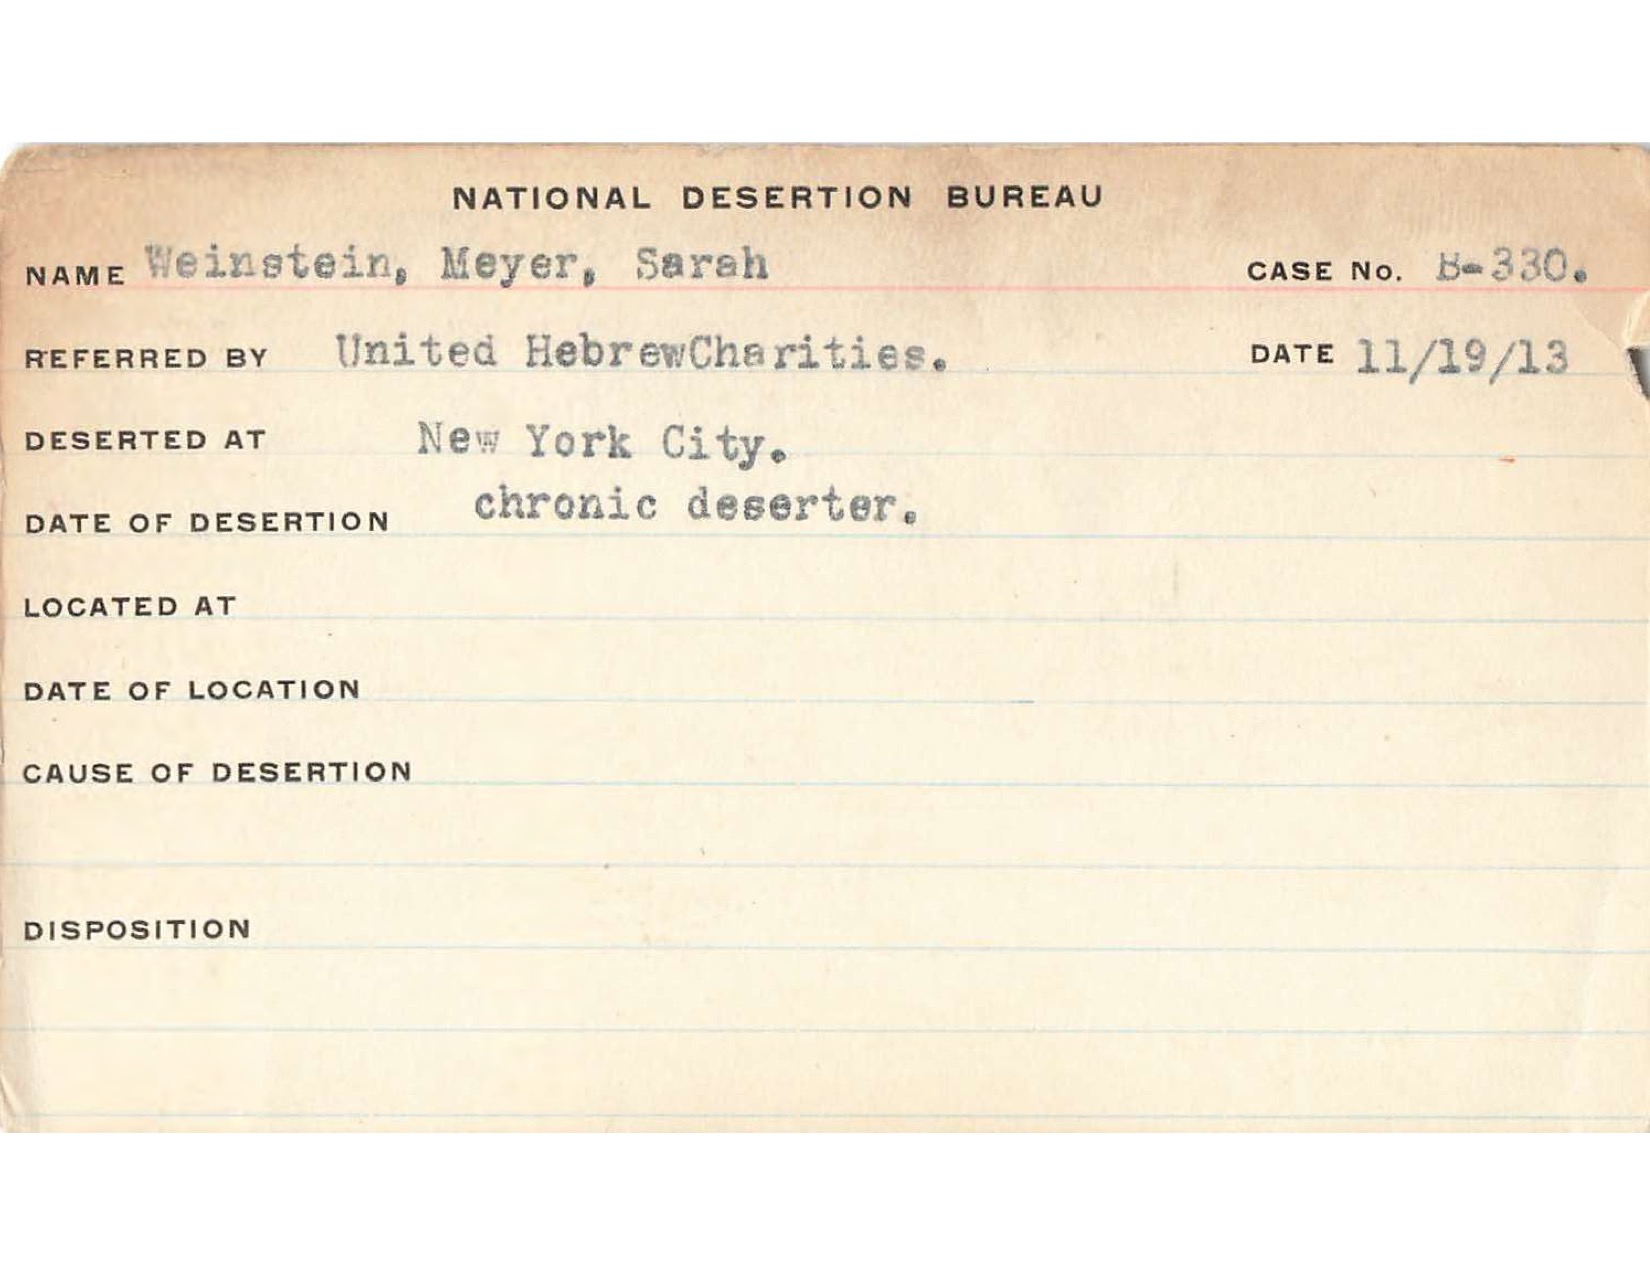 NATIONAL DESERTION BUREAU
NAME Weinstein, Meyer, Sarah CASE No. B-330.
REFERRED BY United HebrewCharities. DATE 11/19/13
DESERTED AT New York City.
DATE OF DESERTION chronic deserter.
LOCATED AT
DATE OF LOCATION
CAUSE OF DESERTION
DISPOSITION